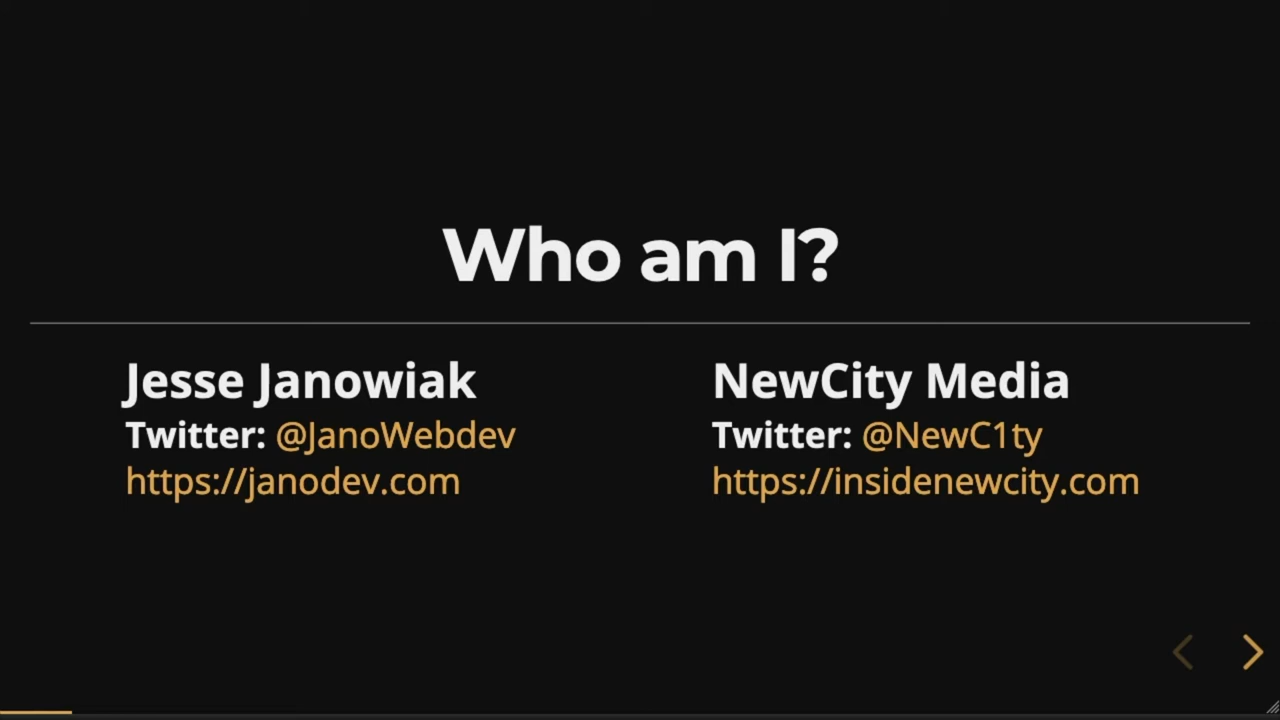 Who am I?
Jesse Janowiak
Twitter: @JanoWebdev
https://janodev.com
NewCity Media
Twitter: @NewC1ty
https://insidenewcity.com